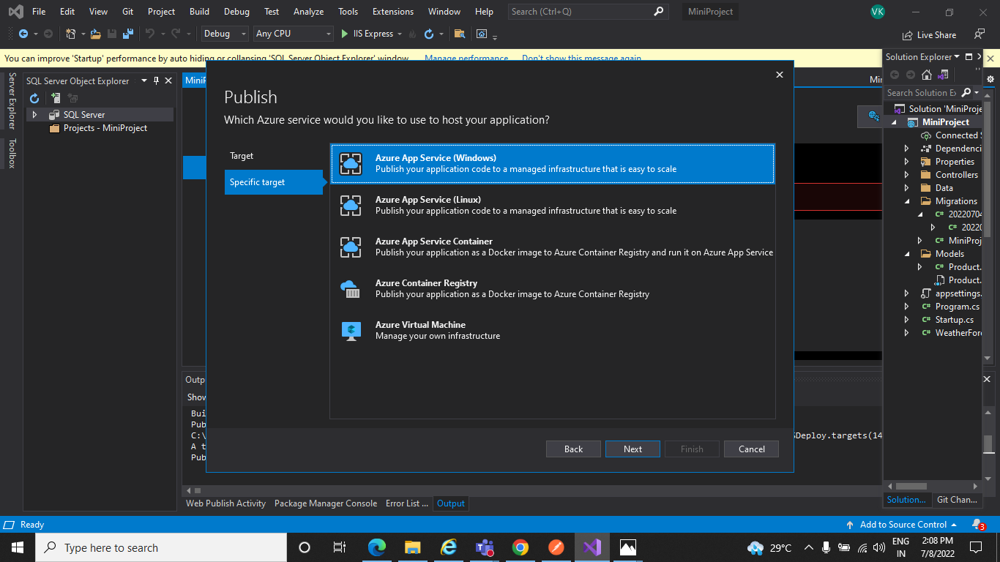 File Edit View Git Project Build Debug Test Analyze Tools Extensions Window Help Search (Ctrl+Q) MiniProject VK
Debug Any CPU IIS Express Live Share
You can improve 'Startup' performance by auto hiding or collapsing 'SQL Server Object Explorer' window. Manage performance Don't show this message again
Server Explorer
Toolbox
SQL Server Object Explorer
SQL Server
Projects - MiniProject
MiniP
Publish
Which Azure service would you like to use to host your application?
Target
Specific target
Azure App Service (Windows)
Publish your application code to a managed infrastructure that is easy to scale
Azure App Service (Linux)
Publish your application code to a managed infrastructure that is easy to scale
Azure App Service Container
Publish your application as a Docker image to Azure Container Registry and run it on Azure App Service
Azure Container Registry
Publish your application as a Docker image to Azure Container Registry
Azure Virtual Machine
Manage your own infrastructure
Back Next Finish Cancel
Min
Solution Explorer
Search Solution Ex
Solution 'MiniProje
MiniProject
Connected S
Dependenci
Properties
Controllers
Data
Migrations
20220704
20220
MiniProj
Models
Product.
Product.
appsettings.
Program.cs
Startup.cs
WeatherFore
Solution... Git Chan...
Outp
Show
Bui
Pub
C:\ SDeploy.targets(14
A t
Pub
Web Publish Activity Package Manager Console Error List ... Output
Ready Add to Source Control 3
Type here to search 29°C ENG IN 2:08 PM 7/8/2022